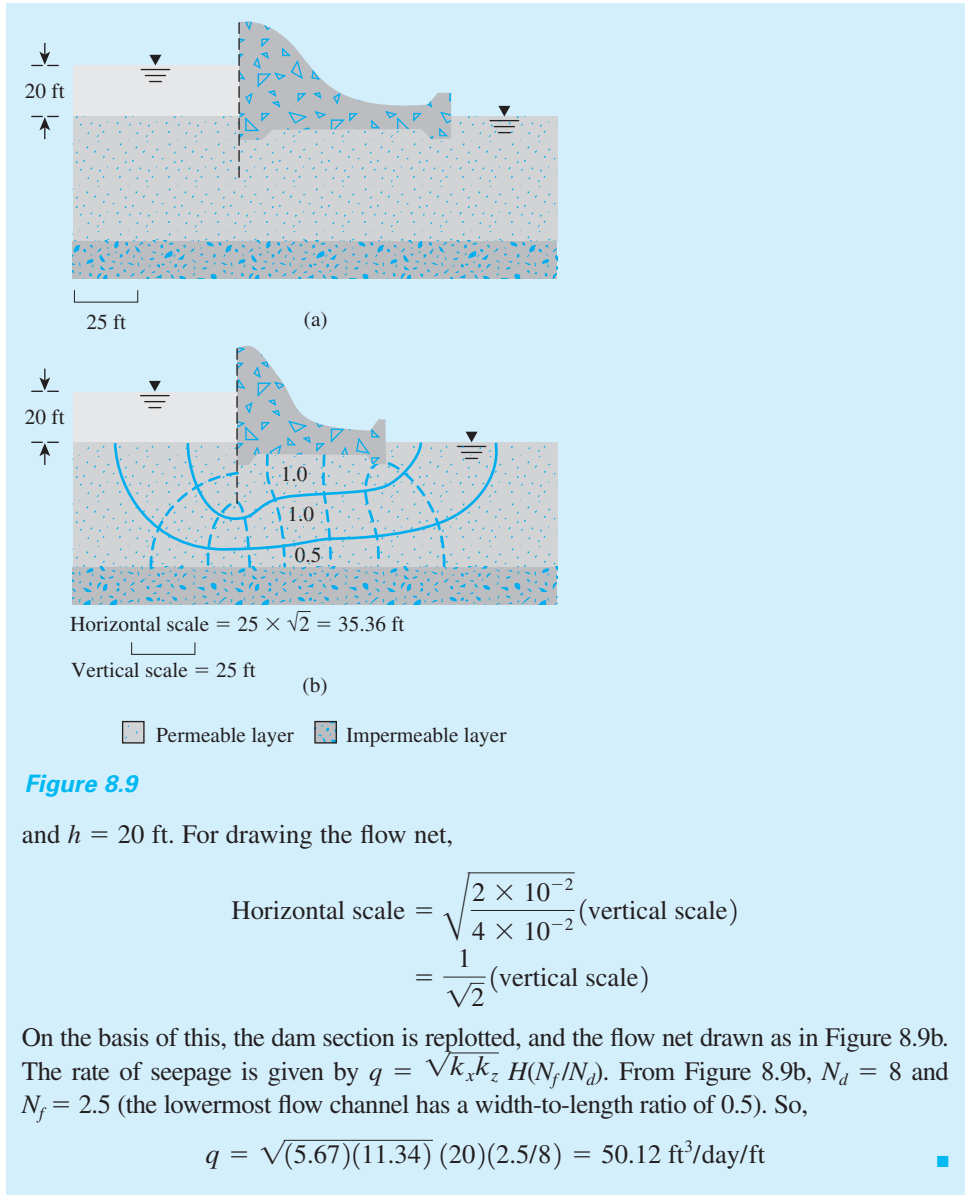 20 ft
25 ft
(a)
20 ft
1.0
1.0
0.5
Horizontal scale = 25 × √2 = 35.36 ft
Vertical scale = 25 ft
(b)
Permeable layer Impermeable layer
Figure 8.9
and h = 20 ft. For drawing the flow net,
Horizontal scale = √(2 × 10⁻² / 4 × 10⁻²) (vertical scale)
= 1/√2 (vertical scale)
On the basis of this, the dam section is replotted, and the flow net drawn as in Figure 8.9b.
The rate of seepage is given by q = √(kₓk_z) H(N_f/N_d). From Figure 8.9b, N_d = 8 and
N_f = 2.5 (the lowermost flow channel has a width-to-length ratio of 0.5). So,
q = √((5.67)(11.34)) (20)(2.5/8) = 50.12 ft³/day/ft